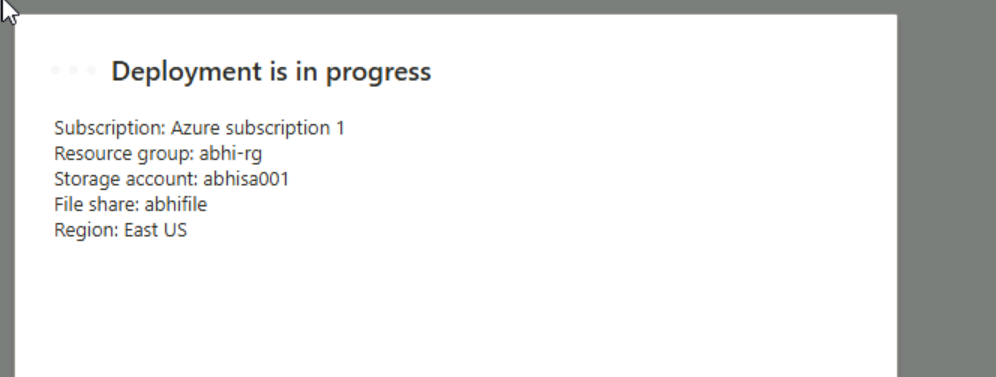 Deployment is in progress
Subscription: Azure subscription 1
Resource group: abhi-rg
Storage account: abhisa001
File share: abhifile
Region: East US